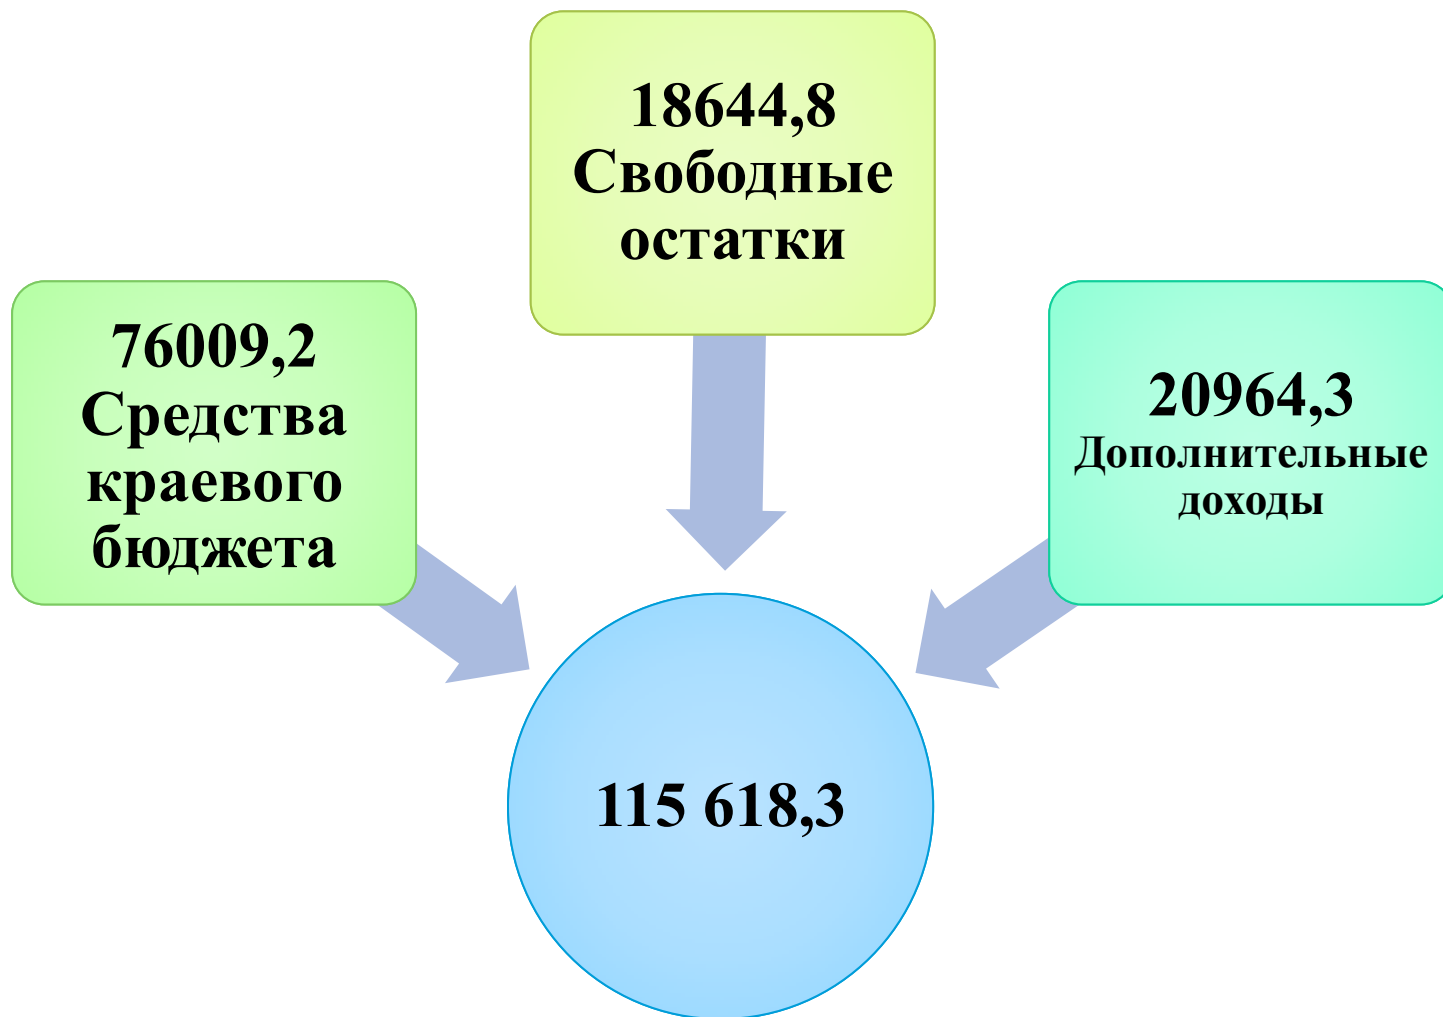 18644,8
Свободные
остатки
76009,2
Средства
краевого
бюджета
20964,3
Дополнительные
доходы
115 618,3